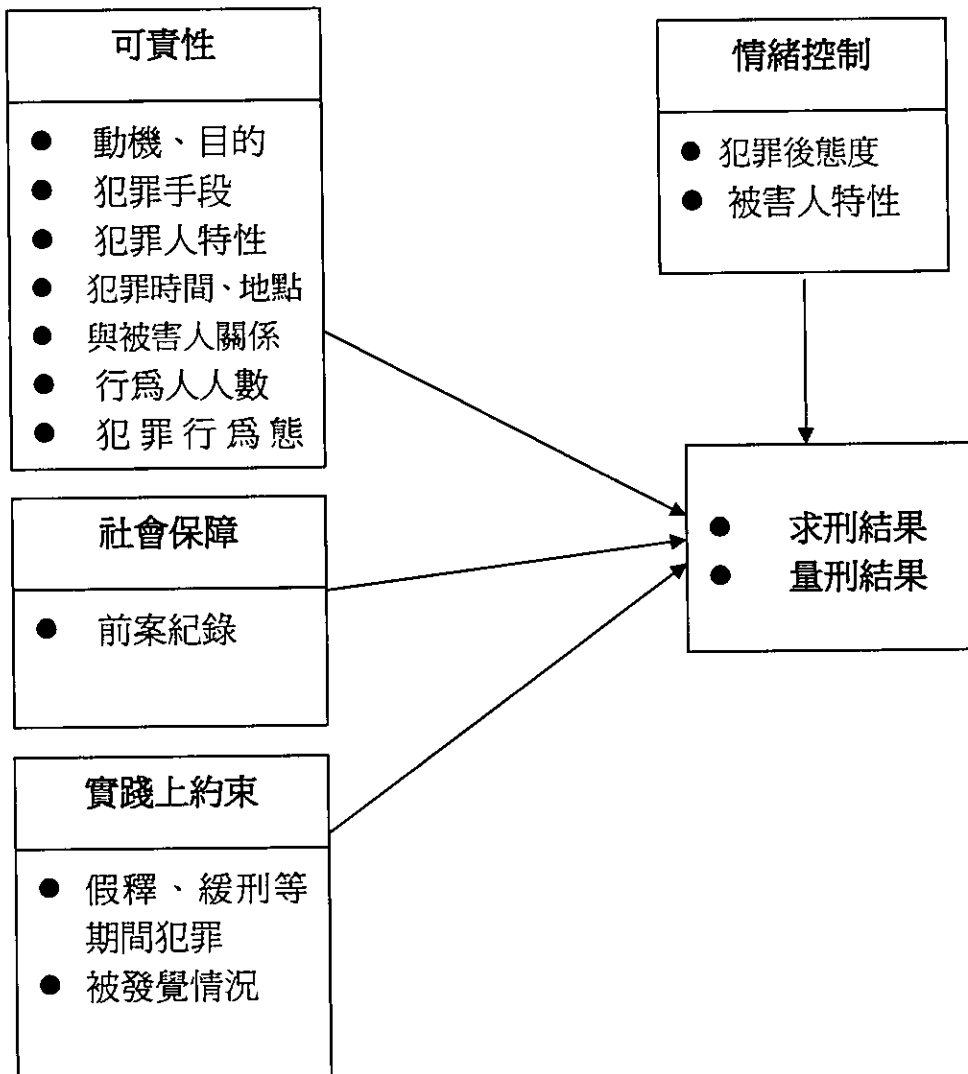 可責性
● 動機、目的
● 犯罪手段
● 犯罪人特性
● 犯罪時間、地點
● 與被害人關係
● 行爲人人數
● 犯罪行爲態
社會保障
● 前案紀錄
實踐上約束
● 假釋、緩刑等
期間犯罪
● 被發覺情況
情緒控制
● 犯罪後態度
● 被害人特性
● 求刑結果
● 量刑結果